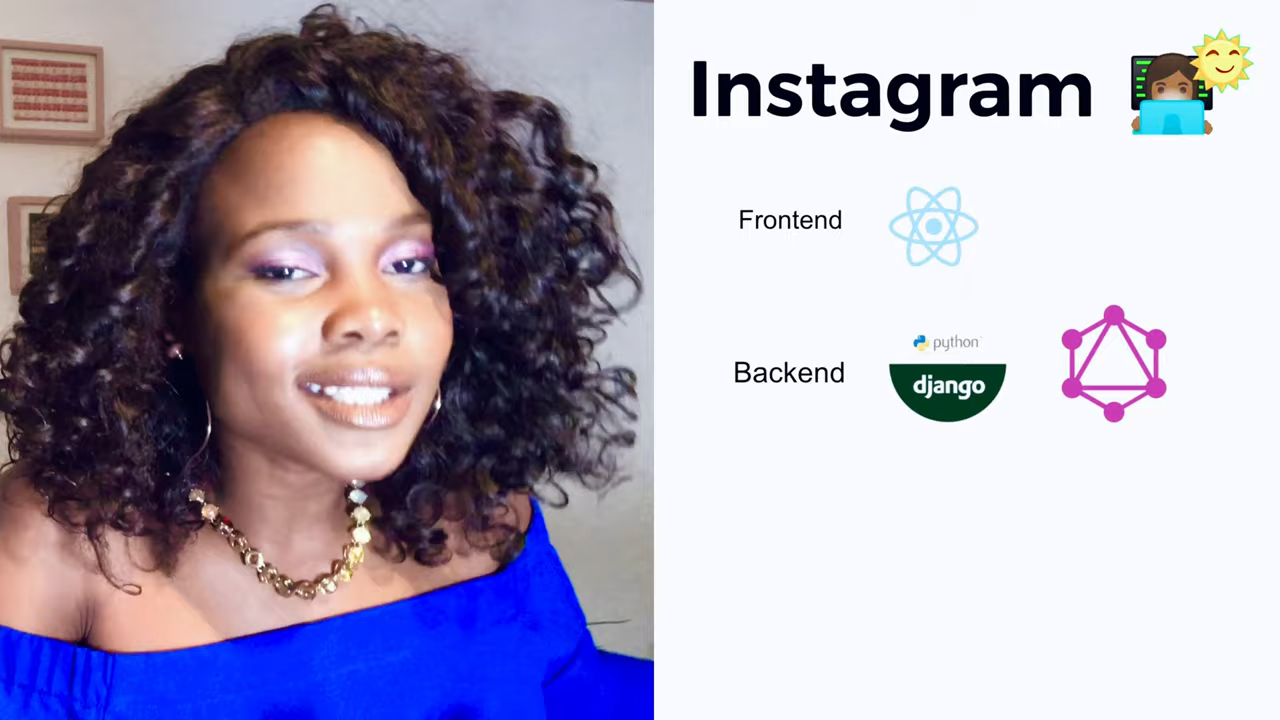 Instagram
Frontend
Backend
python
django